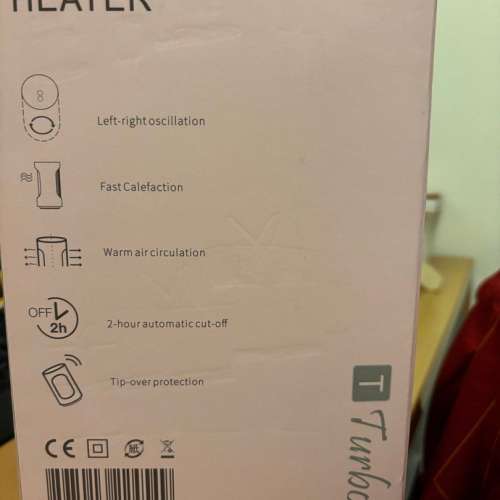 HEATER
Left-right oscillation
Fast Calefaction
Warm air circulation
OFF
2h
2-hour automatic cut-off
Tip-over protection
T
Turbo
CE
紙